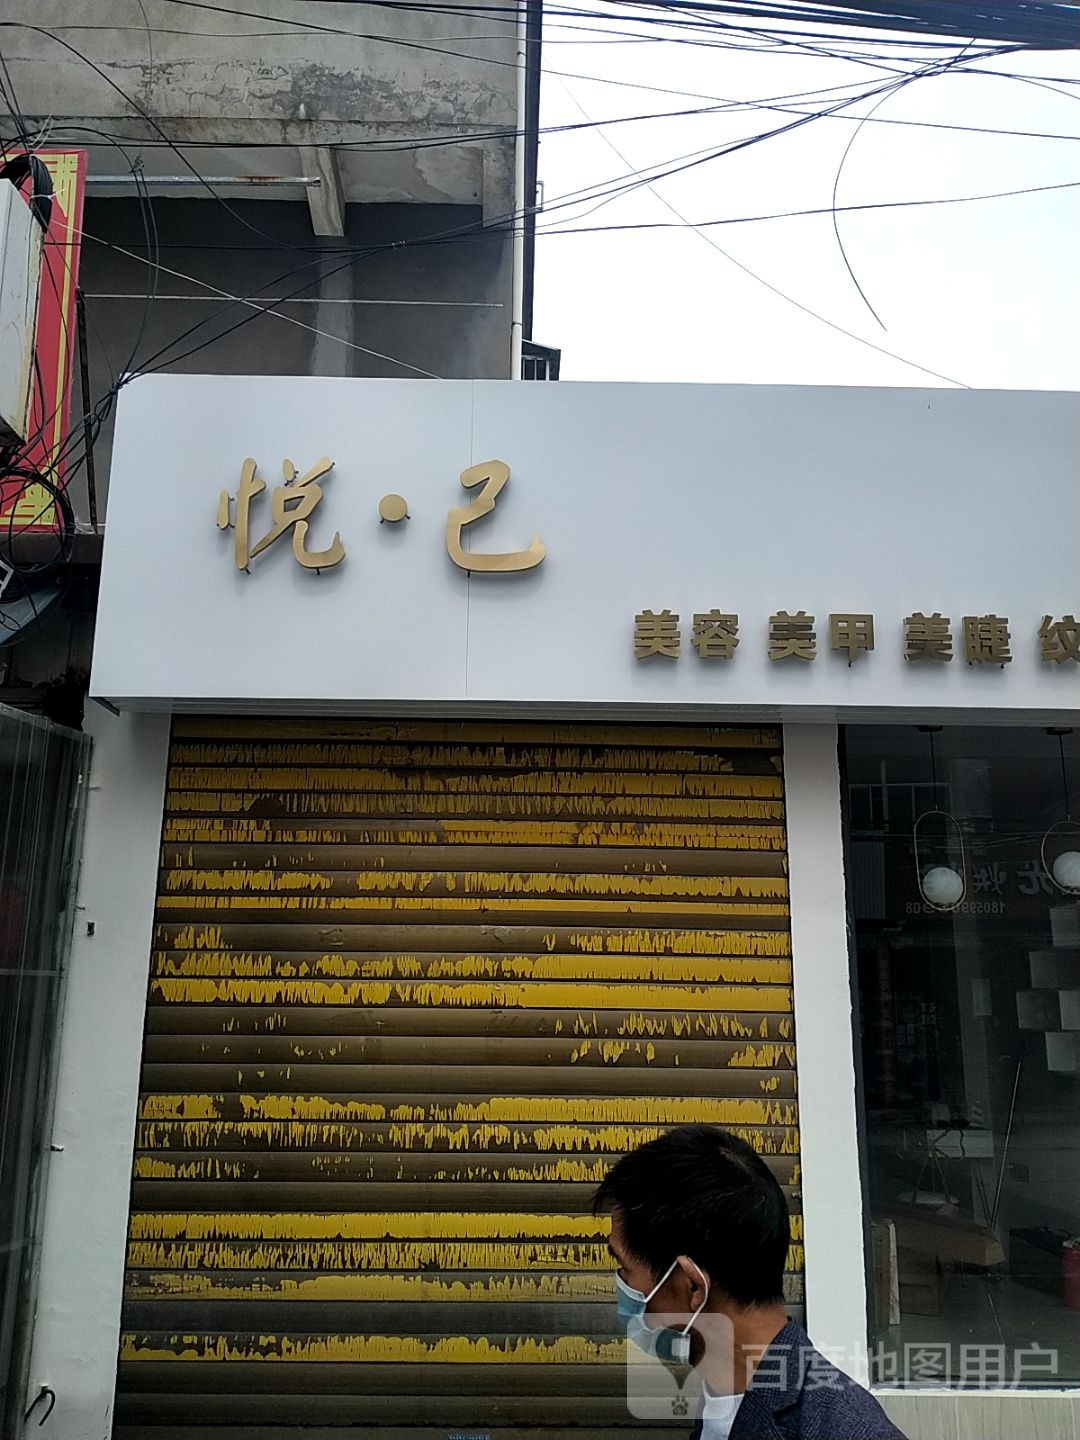 悦·己
美容 美甲 美睫 纹
百度地图用户